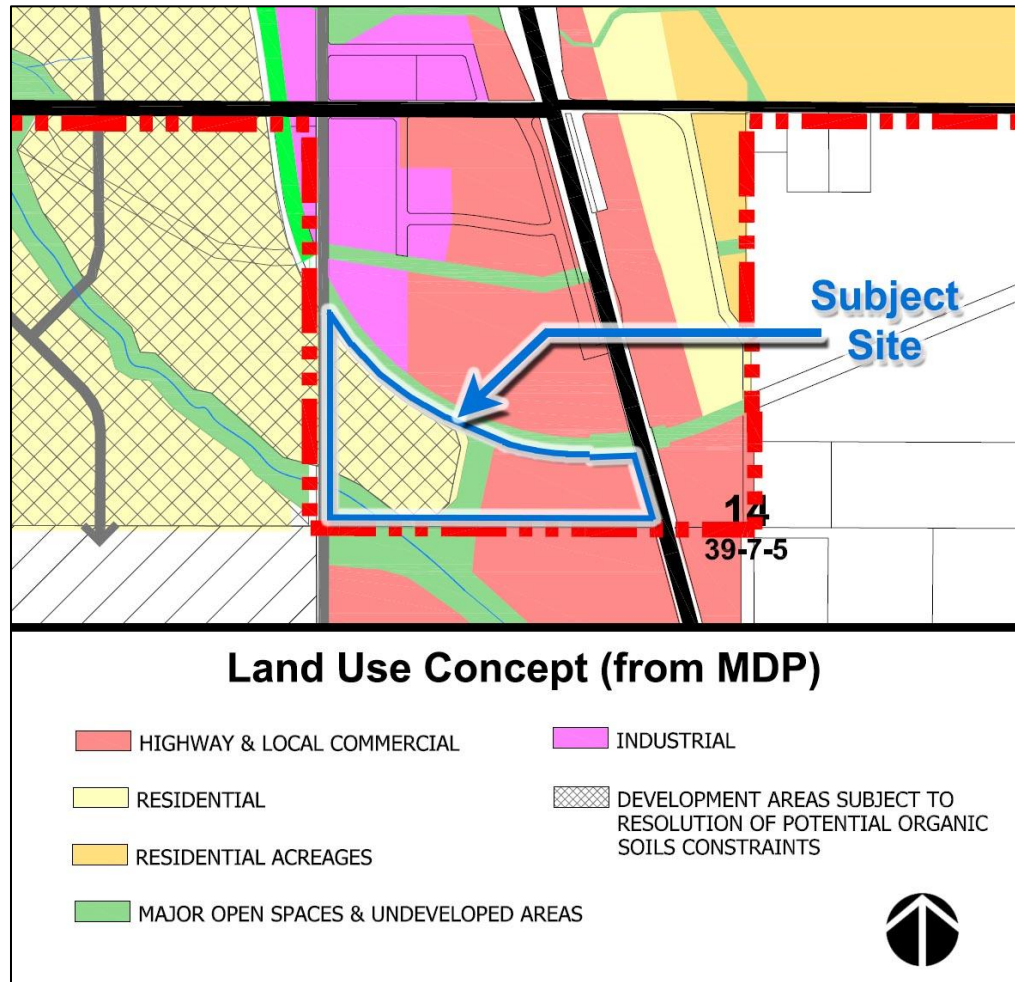 Subject
Site
14
39-7-5
Land Use Concept (from MDP)
HIGHWAY & LOCAL COMMERCIAL
RESIDENTIAL
RESIDENTIAL ACREAGES
MAJOR OPEN SPACES & UNDEVELOPED AREAS
INDUSTRIAL
DEVELOPMENT AREAS SUBJECT TO
RESOLUTION OF POTENTIAL ORGANIC
SOILS CONSTRAINTS